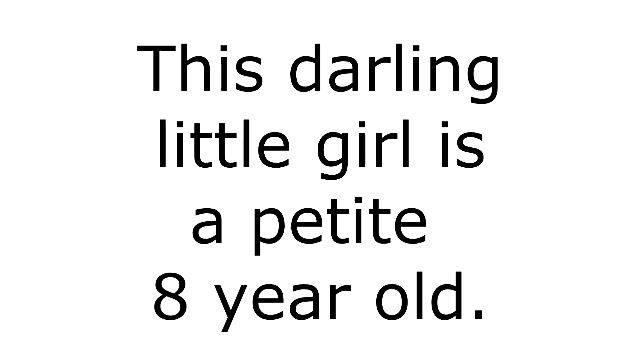 This darling
little girl is
a petite
8 year old.